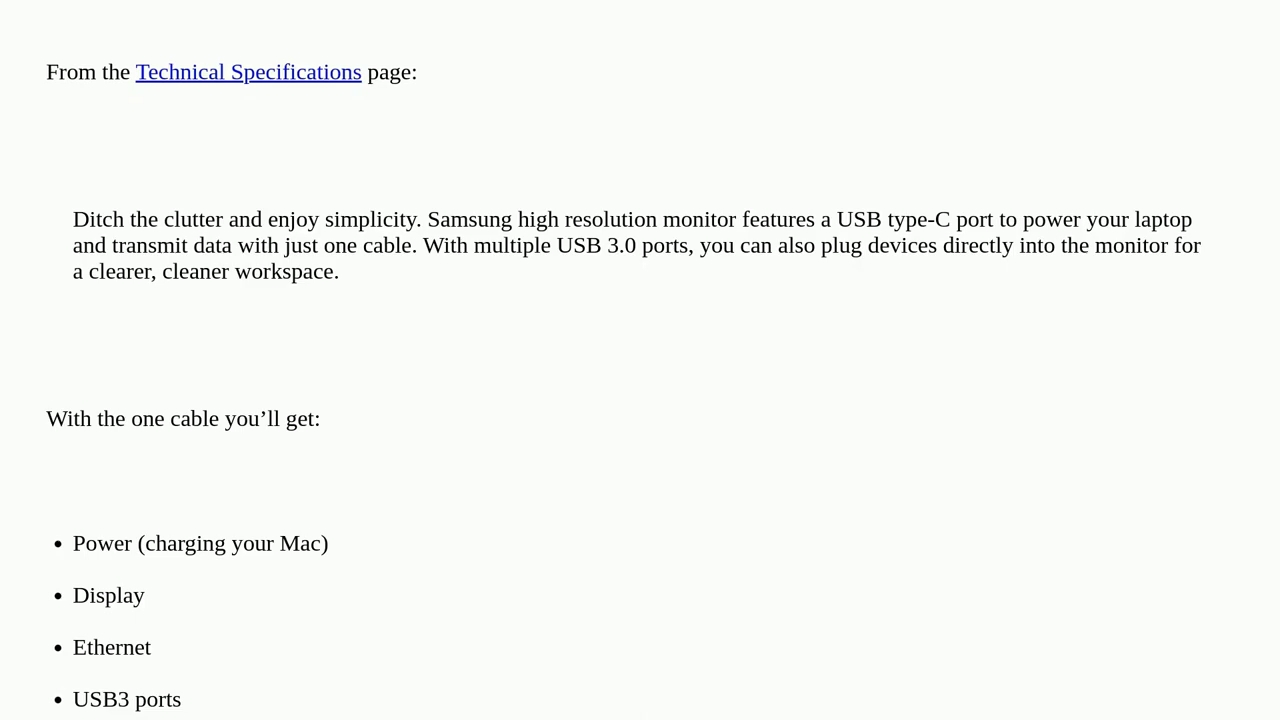 From the Technical Specifications page:
Ditch the clutter and enjoy simplicity. Samsung high resolution monitor features a USB type-C port to power your laptop
and transmit data with just one cable. With multiple USB 3.0 ports, you can also plug devices directly into the monitor for
a clearer, cleaner workspace.
With the one cable you’ll get:
• Power (charging your Mac)
• Display
• Ethernet
• USB3 ports